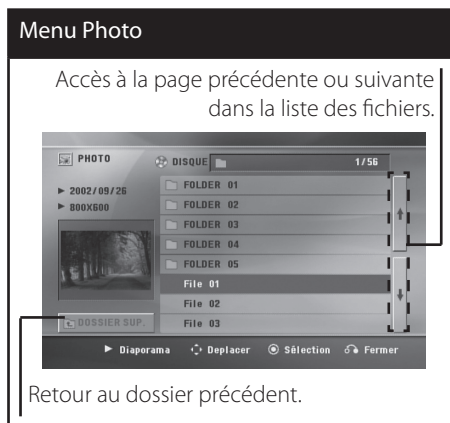 Menu Photo
Accès à la page précédente ou suivante
dans la liste des fichiers.
PHOTO
DISQUE
1/56
2002/09/26
800X600
FOLDER 01
FOLDER 02
FOLDER 03
FOLDER 04
FOLDER 05
File 01
File 02
File 03
DOSSIER SUP.
Diaporama Deplacer Sélection Fermer
Retour au dossier précédent.